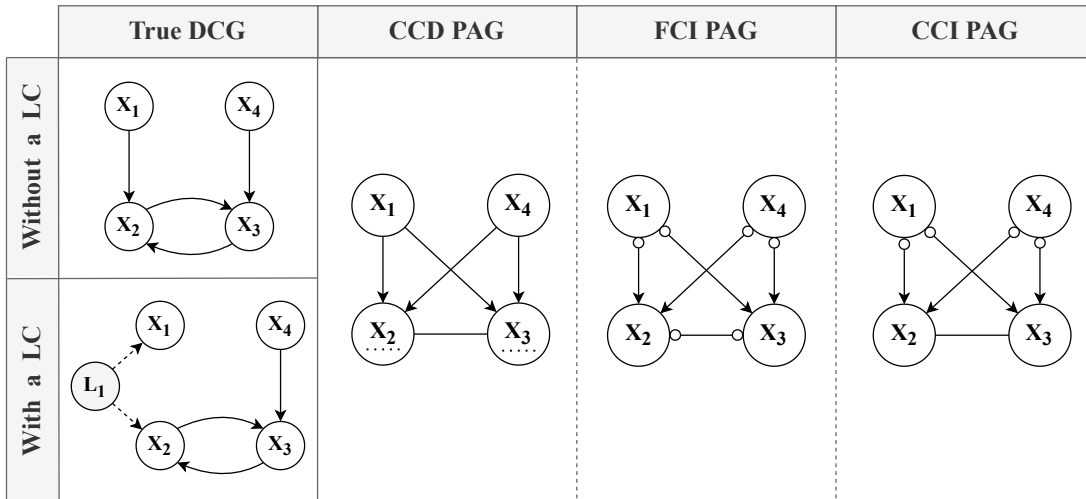 True DCG CCD PAG FCI PAG CCI PAG
Without a LC
X1 X4
X2 X3
With a LC
X1 X4
L1
X2 X3
X1 X4
X2 X3
X1 X4
X2 X3
X1 X4
X2 X3